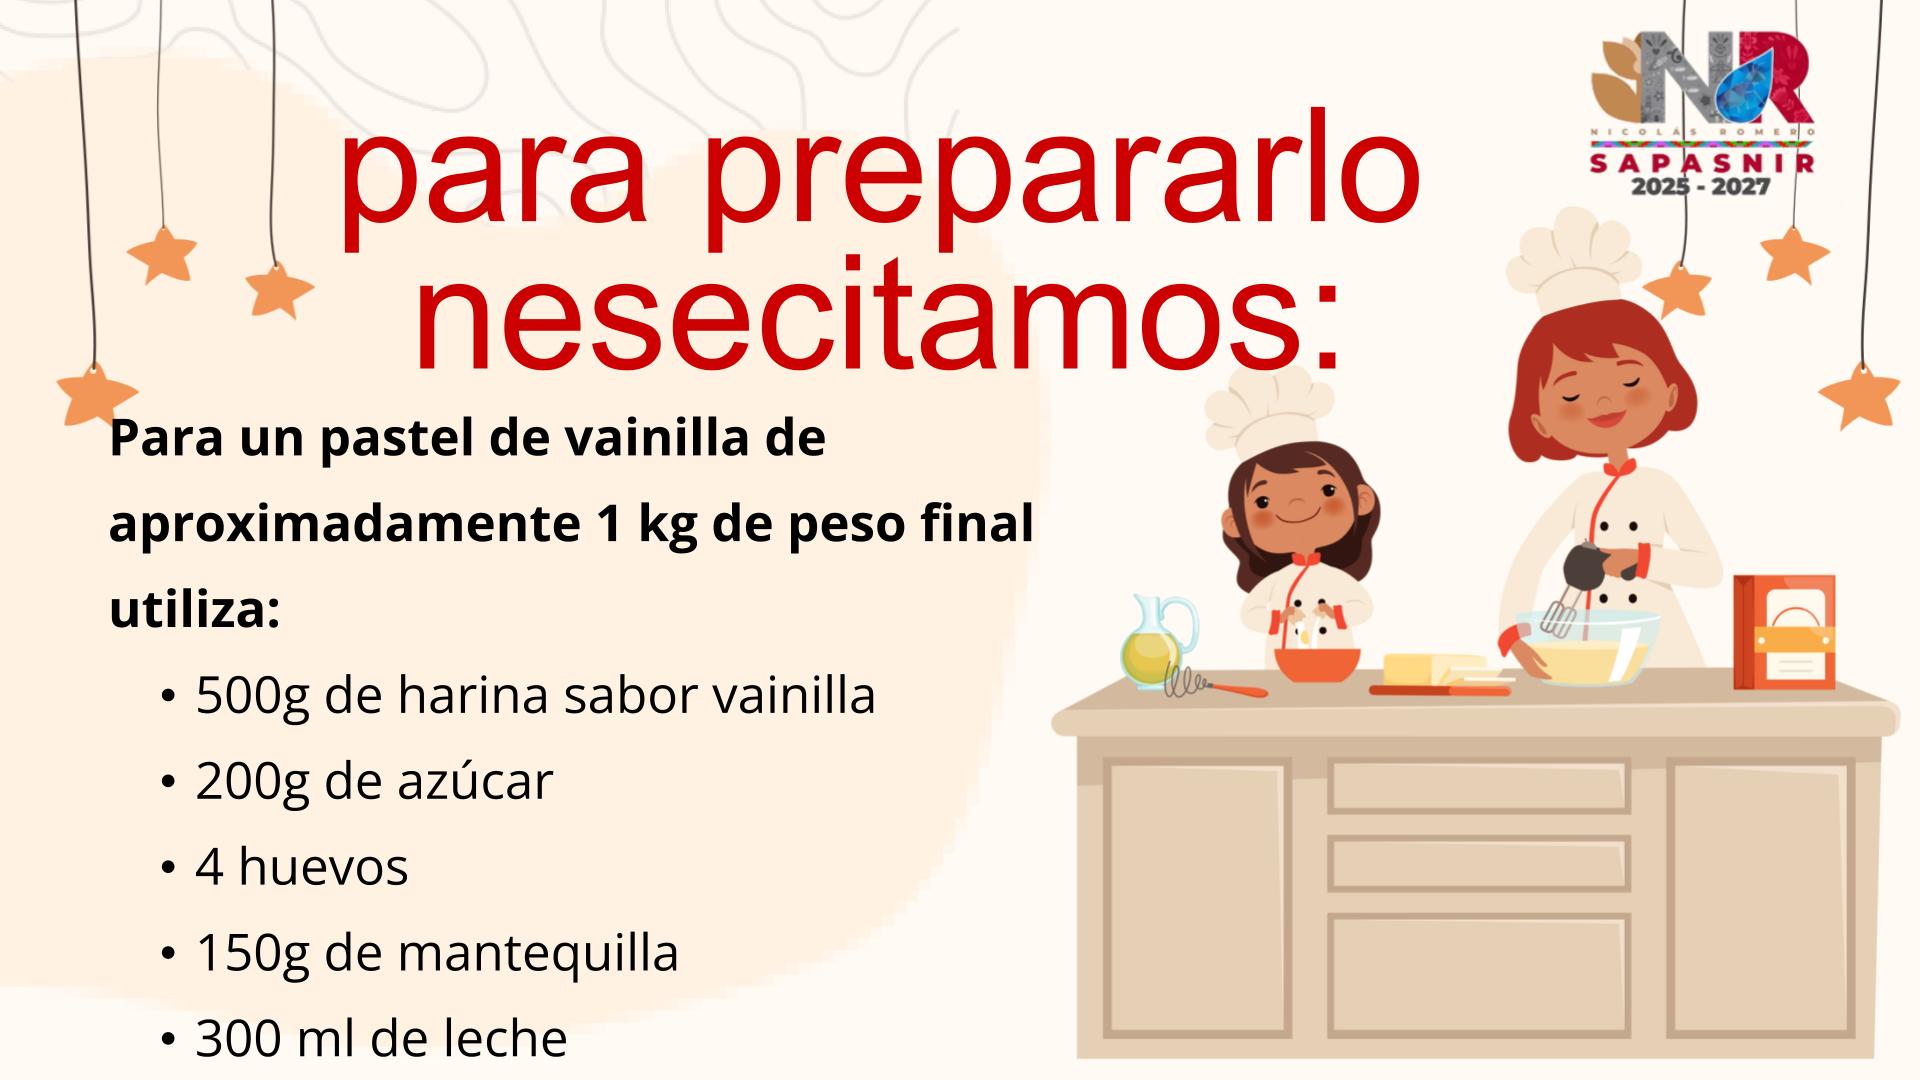 NICOLÁS ROMERO
SAPASNIR
2025 - 2027
para prepararlo
nesecitamos:
Para un pastel de vainilla de
aproximadamente 1 kg de peso final
utiliza:
• 500g de harina sabor vainilla
• 200g de azúcar
• 4 huevos
• 150g de mantequilla
• 300 ml de leche